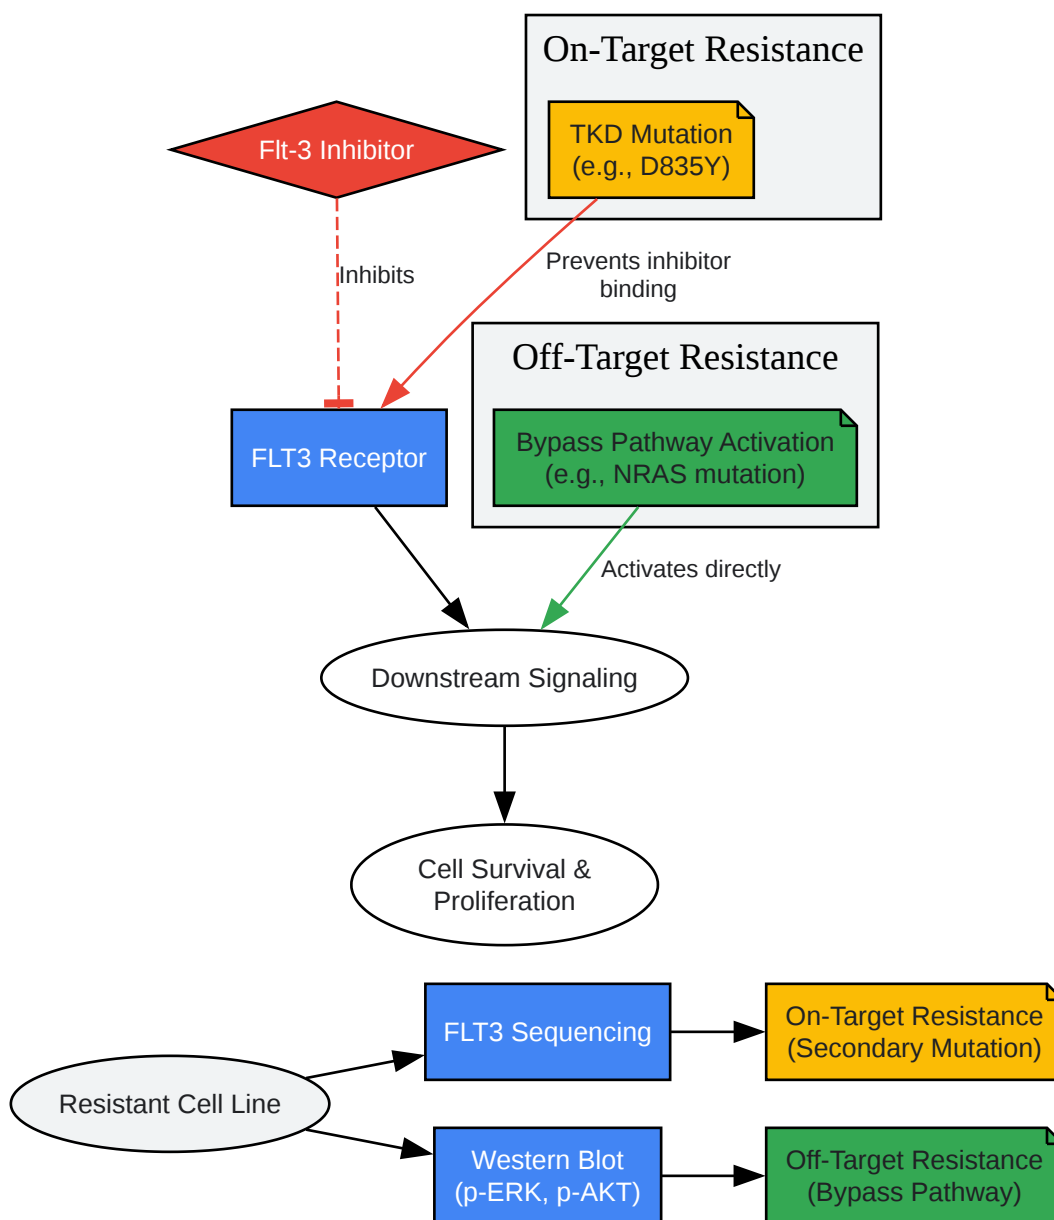 On-Target Resistance
Flt-3 Inhibitor
TKD Mutation
(e.g., D835Y)
Inhibits
Prevents inhibitor
binding
Off-Target Resistance
FLT3 Receptor
Bypass Pathway Activation
(e.g., NRAS mutation)
Activates directly
Downstream Signaling
Cell Survival &
Proliferation
FLT3 Sequencing
On-Target Resistance
(Secondary Mutation)
Resistant Cell Line
Western Blot
(p-ERK, p-AKT)
Off-Target Resistance
(Bypass Pathway)